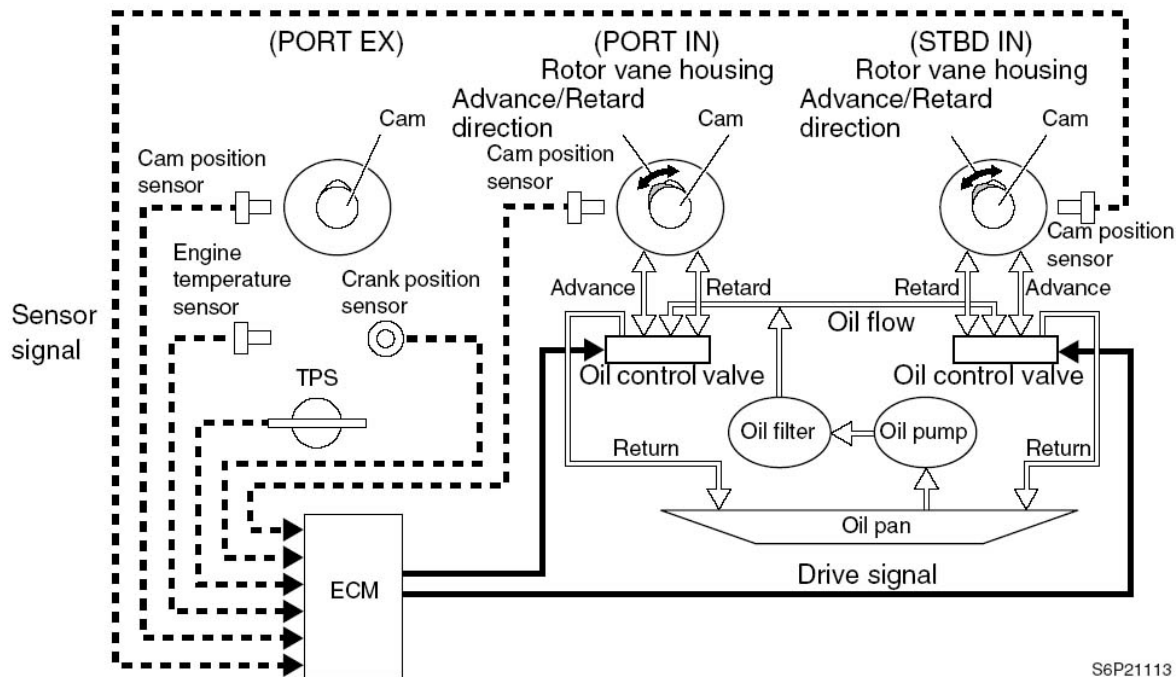 (PORT EX)
(PORT IN)
(STBD IN)
Rotor vane housing
Rotor vane housing
Advance/Retard
direction
Advance/Retard
direction
Cam
Cam
Cam
Cam position
sensor
Cam position
sensor
Cam position
sensor
Engine
temperature
sensor
Crank position
sensor
Sensor
signal
Advance
Retard
Retard
Advance
Oil flow
Oil control valve
Oil control valve
TPS
Oil filter
Oil pump
Return
Return
Oil pan
Drive signal
ECM
S6P21113